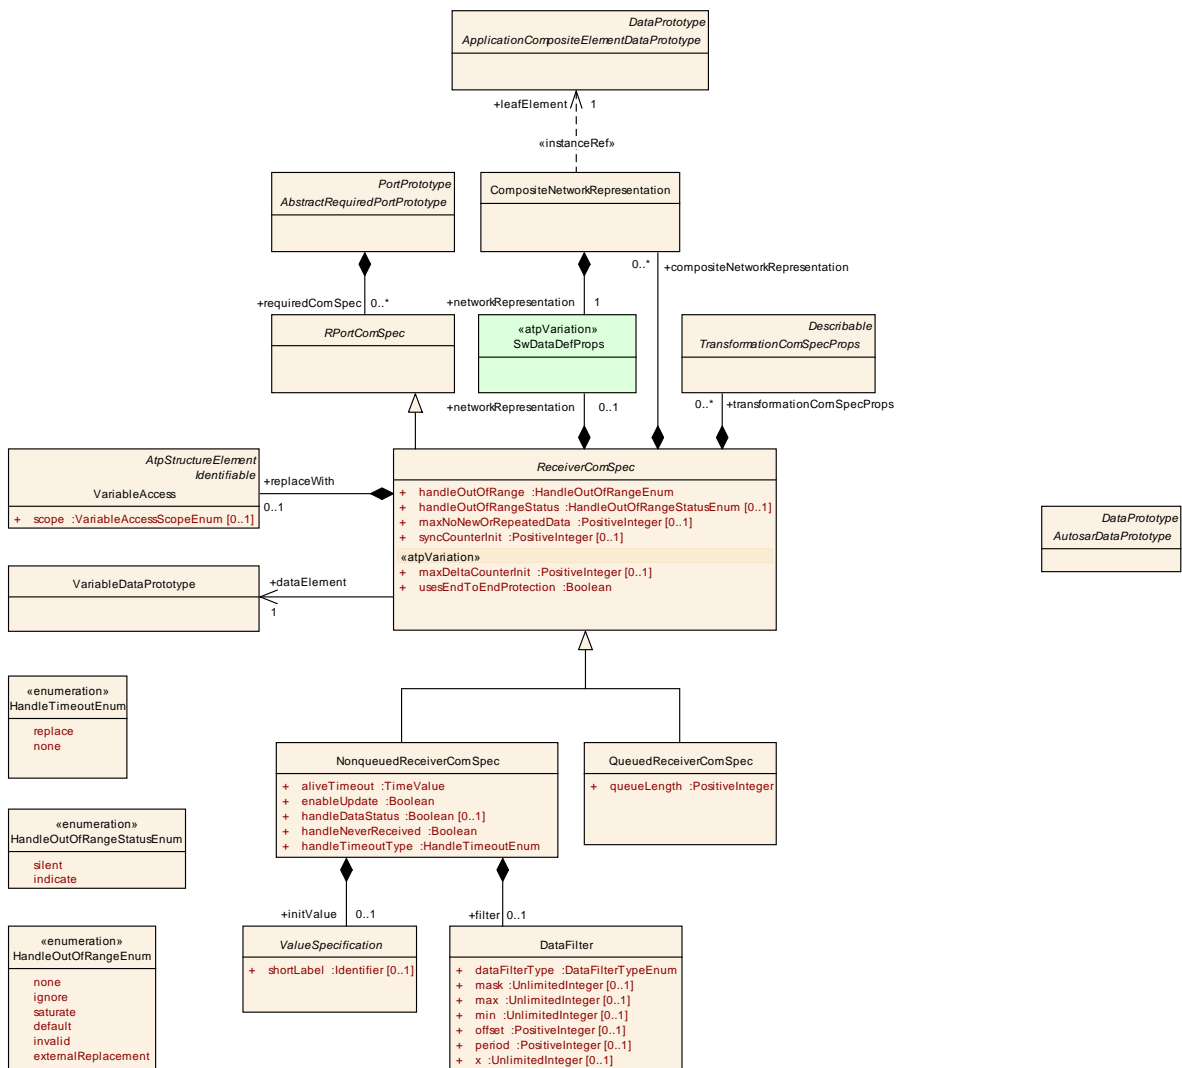 DataPrototype
ApplicationCompositeElementDataPrototype
+leafElement 1
«instanceRef»
PortPrototype
AbstractRequiredPortPrototype
CompositeNetworkRepresentation
0..* +compositeNetworkRepresentation
+requiredComSpec 0..*
+networkRepresentation 1
RPortComSpec
«atpVariation»
SwDataDefProps
Describable
TransformationComSpecProps
+networkRepresentation 0..1
0..* +transformationComSpecProps
AtpStructureElement
Identifiable
VariableAccess
+ scope :VariableAccessScopeEnum [0..1]
+replaceWith
0..1
ReceiverComSpec
+ handleOutOfRange :HandleOutOfRangeEnum
+ handleOutOfRangeStatus :HandleOutOfRangeStatusEnum [0..1]
+ maxNoNewOrRepeatedData :PositiveInteger [0..1]
+ syncCounterInit :PositiveInteger [0..1]
«atpVariation»
+ maxDeltaCounterInit :PositiveInteger [0..1]
+ usesEndToEndProtection :Boolean
DataPrototype
AutosarDataPrototype
VariableDataPrototype
+dataElement
1
«enumeration»
HandleTimeoutEnum
replace
none
NonqueuedReceiverComSpec
+ aliveTimeout :TimeValue
+ enableUpdate :Boolean
+ handleDataStatus :Boolean [0..1]
+ handleNeverReceived :Boolean
+ handleTimeoutType :HandleTimeoutEnum
QueuedReceiverComSpec
+ queueLength :PositiveInteger
«enumeration»
HandleOutOfRangeStatusEnum
silent
indicate
+initValue 0..1
+filter 0..1
«enumeration»
HandleOutOfRangeEnum
none
ignore
saturate
default
invalid
externalReplacement
ValueSpecification
+ shortLabel :Identifier [0..1]
DataFilter
+ dataFilterType :DataFilterTypeEnum
+ mask :UnlimitedInteger [0..1]
+ max :UnlimitedInteger [0..1]
+ min :UnlimitedInteger [0..1]
+ offset :PositiveInteger [0..1]
+ period :PositiveInteger [0..1]
+ x :UnlimitedInteger [0..1]